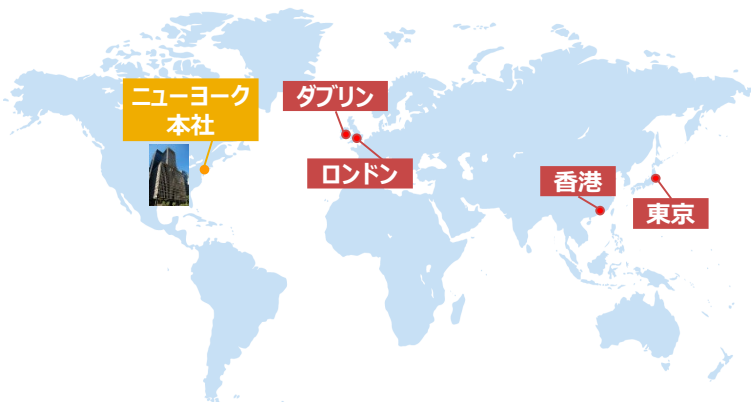 ニューヨーク
本社
ダブリン
ロンドン
香港
東京